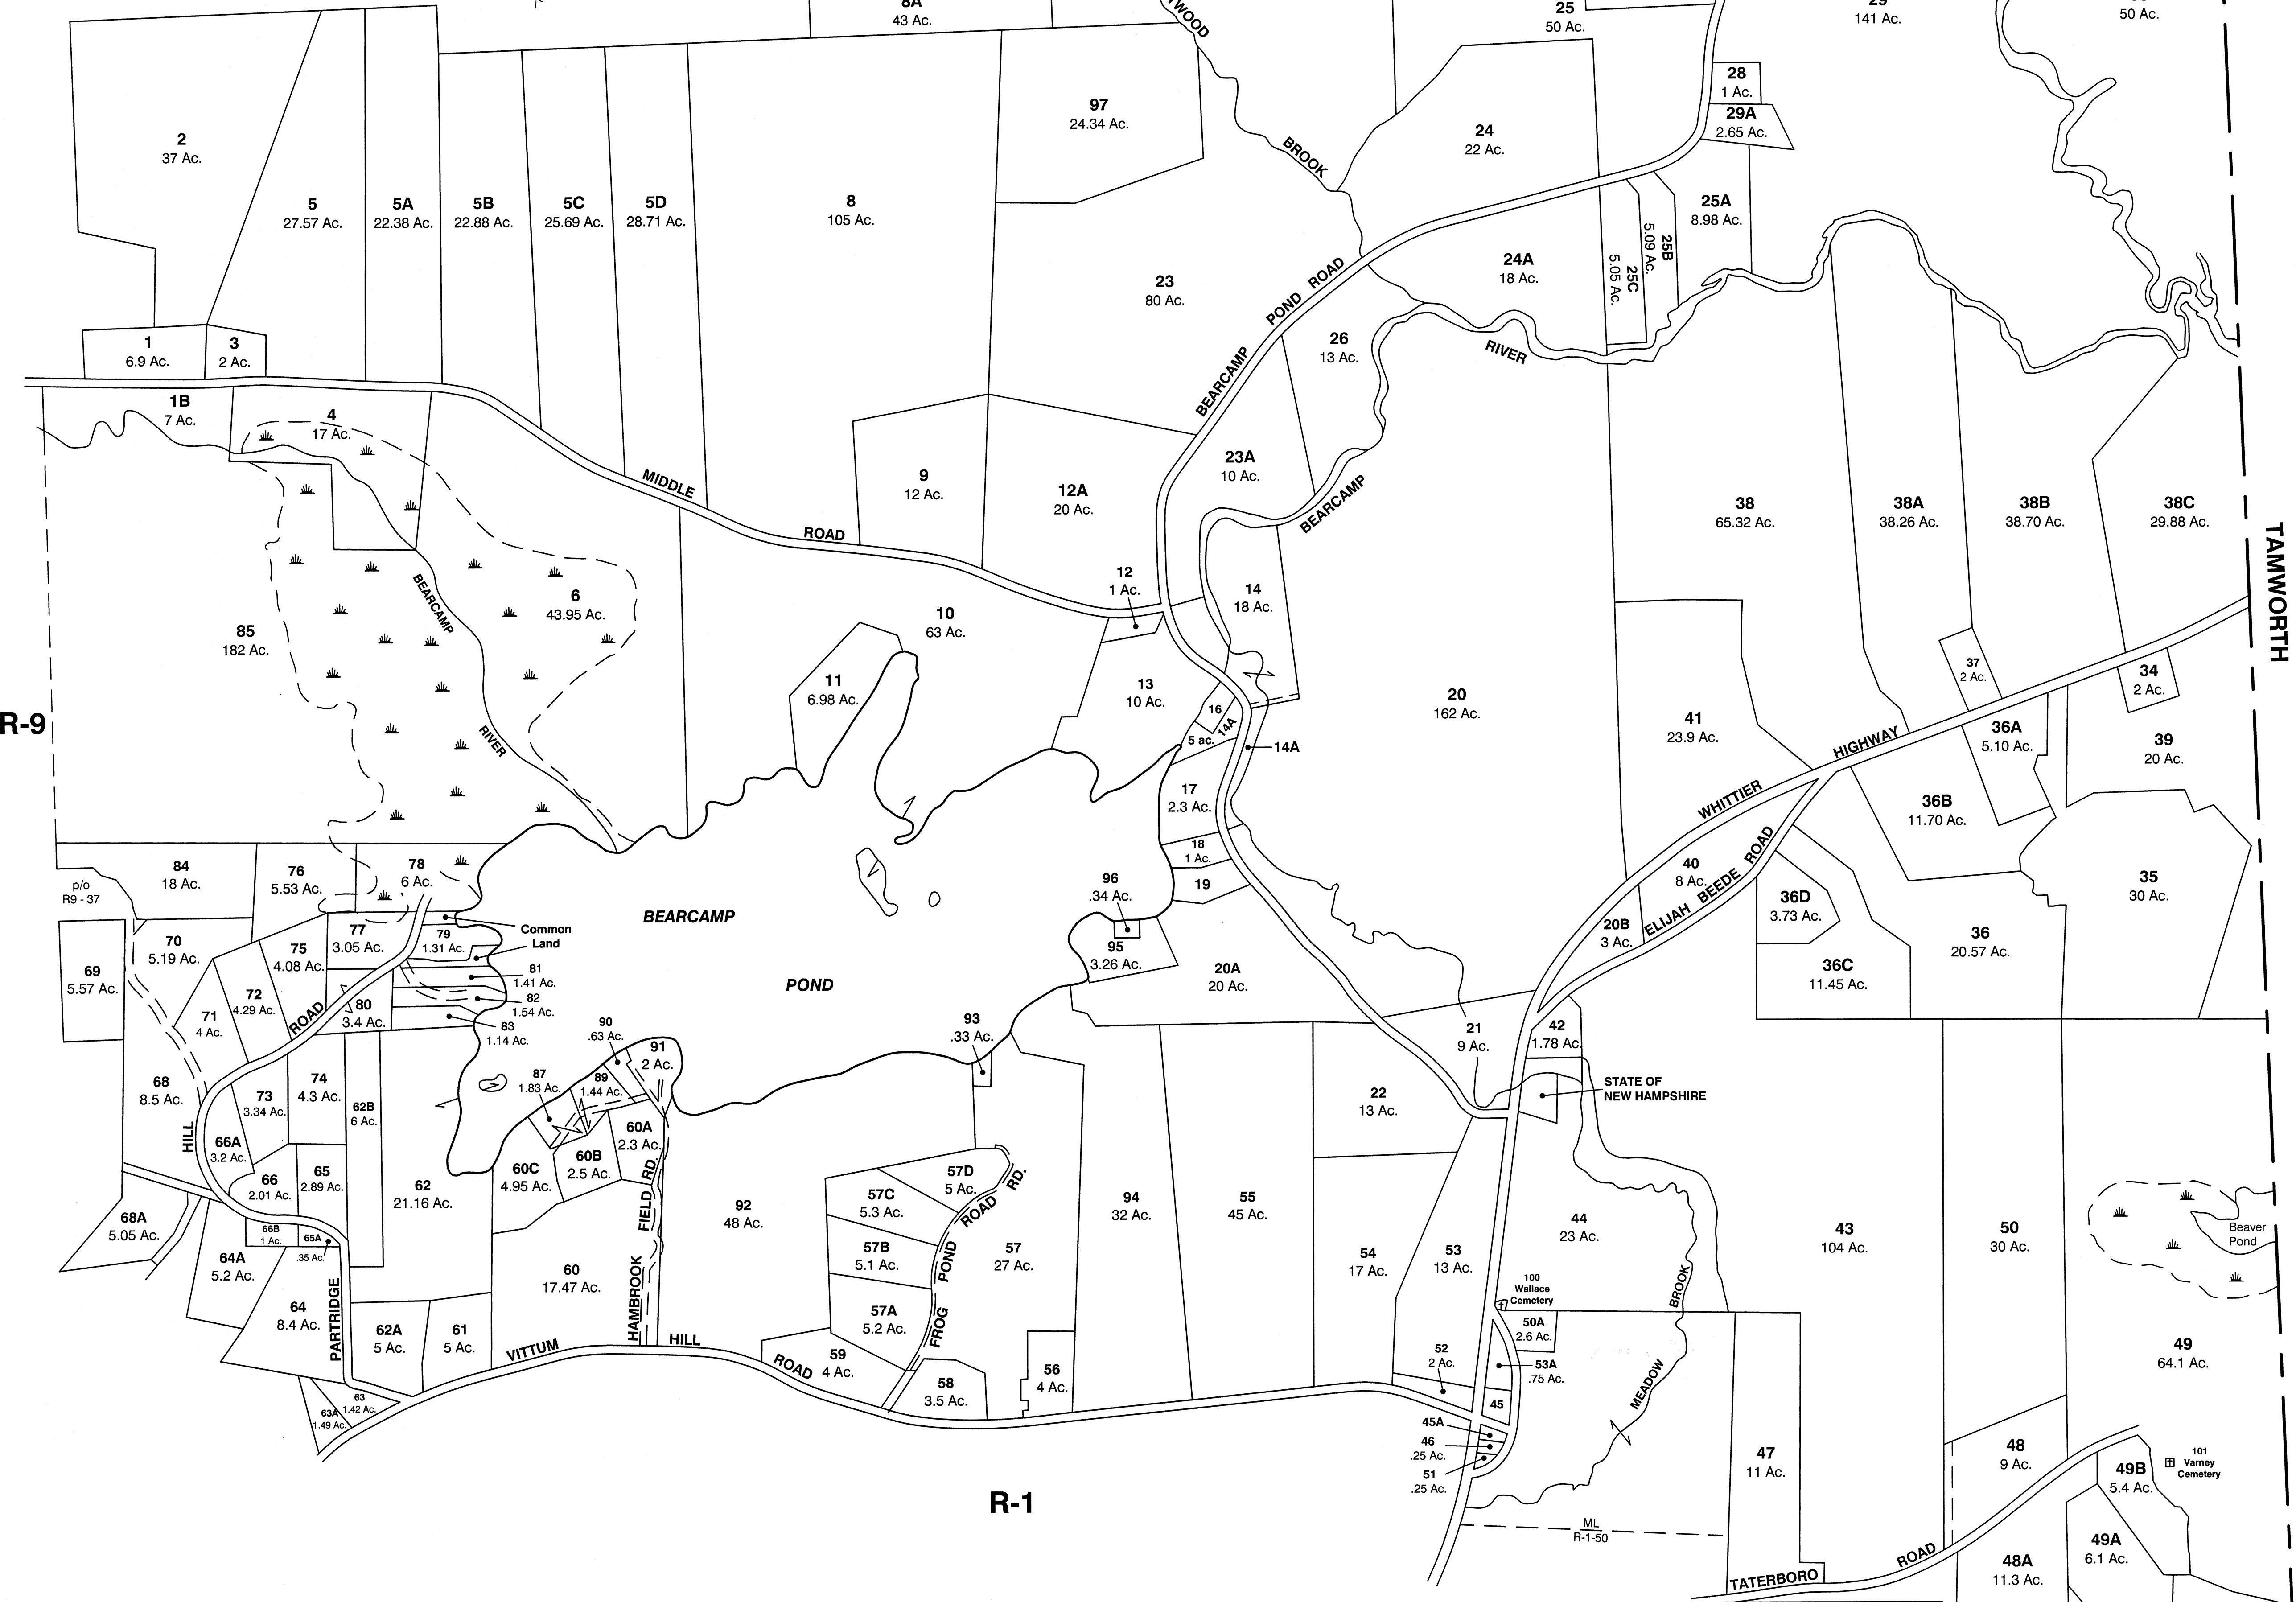 8A
43 Ac.
TWOOD
BROOK
25
50 Ac.
29
141 Ac.
50 Ac.
2
37 Ac.
5
27.57 Ac.
5A
22.38 Ac.
5B
22.88 Ac.
5C
25.69 Ac.
5D
28.71 Ac.
8
105 Ac.
97
24.34 Ac.
23
80 Ac.
24
22 Ac.
28
1 Ac.
29A
2.65 Ac.
25A
8.98 Ac.
25B
5.09 Ac.
25C
5.05 Ac.
24A
18 Ac.
26
13 Ac.
BEARCAMP POND ROAD
RIVER
1
6.9 Ac.
3
2 Ac.
1B
7 Ac.
4
17 Ac.
MIDDLE ROAD
9
12 Ac.
12A
20 Ac.
23A
10 Ac.
BEARCAMP
38
65.32 Ac.
38A
38.26 Ac.
38B
38.70 Ac.
38C
29.88 Ac.
TAMWORTH
BEARCAMP
RIVER
6
43.95 Ac.
85
182 Ac.
10
63 Ac.
11
6.98 Ac.
12
1 Ac.
13
10 Ac.
14
18 Ac.
16
14A
5 ac.
14A
17
2.3 Ac.
18
1 Ac.
19
20
162 Ac.
41
23.9 Ac.
37
2 Ac.
34
2 Ac.
36A
5.10 Ac.
39
20 Ac.
36B
11.70 Ac.
WHITTIER HIGHWAY
ELIJAH BEEDE ROAD
40
8 Ac.
20B
3 Ac.
36D
3.73 Ac.
36C
11.45 Ac.
36
20.57 Ac.
35
30 Ac.
R-9
84
18 Ac.
p/o
R9 - 37
76
5.53 Ac.
78
6 Ac.
77
3.05 Ac.
79
1.31 Ac.
Common
Land
BEARCAMP
POND
96
.34 Ac.
95
3.26 Ac.
20A
20 Ac.
69
5.57 Ac.
70
5.19 Ac.
75
4.08 Ac.
72
4.29 Ac.
71
4 Ac.
80
3.4 Ac.
81
1.41 Ac.
82
1.54 Ac.
83
1.14 Ac.
68
8.5 Ac.
73
3.34 Ac.
74
4.3 Ac.
62B
6 Ac.
PARTRIDGE HILL ROAD
66A
3.2 Ac.
66
2.01 Ac.
65
2.89 Ac.
66B
1 Ac.
65A
.35 Ac.
68A
5.05 Ac.
64A
5.2 Ac.
64
8.4 Ac.
62
21.16 Ac.
62A
5 Ac.
61
5 Ac.
63
1.42 Ac.
63A
1.49 Ac.
87
1.83 Ac.
90
.63 Ac.
89
1.44 Ac.
91
2 Ac.
60A
2.3 Ac.
60B
2.5 Ac.
60C
4.95 Ac.
60
17.47 Ac.
HAMBROOK FIELD RD.
VITTUM HILL ROAD
92
48 Ac.
93
.33 Ac.
57D
5 Ac.
57C
5.3 Ac.
57B
5.1 Ac.
57A
5.2 Ac.
57
27 Ac.
FROG POND ROAD RD.
59
4 Ac.
58
3.5 Ac.
56
4 Ac.
94
32 Ac.
55
45 Ac.
22
13 Ac.
21
9 Ac.
42
1.78 Ac.
STATE OF
NEW HAMPSHIRE
54
17 Ac.
53
13 Ac.
44
23 Ac.
43
104 Ac.
50
30 Ac.
Beaver
Pond
49
64.1 Ac.
100
Wallace
Cemetery
50A
2.6 Ac.
52
2 Ac.
53A
.75 Ac.
45
45A
46
.25 Ac.
51
.25 Ac.
MEADOW BROOK
ML
R-1-50
47
11 Ac.
48
9 Ac.
48A
11.3 Ac.
49B
5.4 Ac.
49A
6.1 Ac.
101
Varney
Cemetery
TATERBORO ROAD
R-1